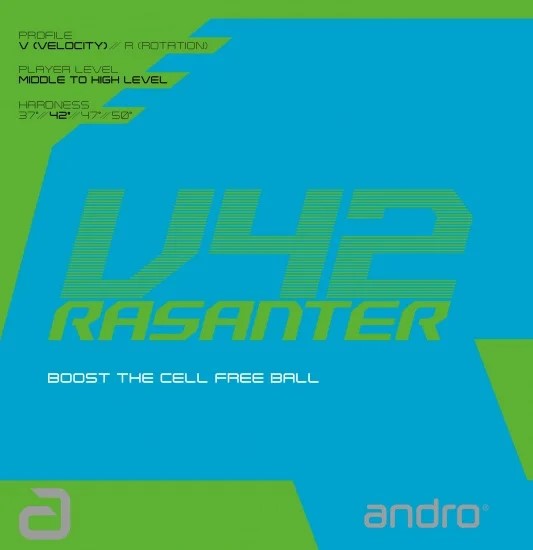 PROFILE
V (VELOCITY) // R (ROTATION)
PLAYER LEVEL
MIDDLE TO HIGH LEVEL
HARDNESS
37°//42°//47°//50°
V42
RASANTER
BOOST THE CELL FREE BALL
a
andro®